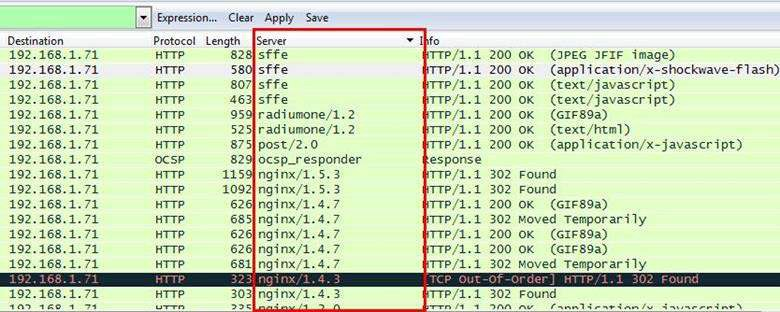 Expression... Clear Apply Save
Destination Protocol Length Server Info
192.168.1.71 HTTP 828 sffe HTTP/1.1 200 OK (JPEG JFIF image)
192.168.1.71 HTTP 580 sffe HTTP/1.1 200 OK (application/x-shockwave-flash)
192.168.1.71 HTTP 807 sffe HTTP/1.1 200 OK (text/javascript)
192.168.1.71 HTTP 463 sffe HTTP/1.1 200 OK (text/javascript)
192.168.1.71 HTTP 959 radiumone/1.2 HTTP/1.1 200 OK (GIF89a)
192.168.1.71 HTTP 525 radiumone/1.2 HTTP/1.1 200 OK (text/html)
192.168.1.71 HTTP 875 post/2.0 HTTP/1.1 200 OK (application/x-javascript)
192.168.1.71 OCSP 829 ocsp_responder Response
192.168.1.71 HTTP 1159 nginx/1.5.3 HTTP/1.1 302 Found
192.168.1.71 HTTP 1092 nginx/1.5.3 HTTP/1.1 302 Found
192.168.1.71 HTTP 626 nginx/1.4.7 HTTP/1.1 200 OK (GIF89a)
192.168.1.71 HTTP 685 nginx/1.4.7 HTTP/1.1 302 Moved Temporarily
192.168.1.71 HTTP 626 nginx/1.4.7 HTTP/1.1 200 OK (GIF89a)
192.168.1.71 HTTP 626 nginx/1.4.7 HTTP/1.1 200 OK (GIF89a)
192.168.1.71 HTTP 681 nginx/1.4.7 HTTP/1.1 302 Moved Temporarily
192.168.1.71 HTTP 323 nginx/1.4.3 [TCP Out-Of-Order] HTTP/1.1 302 Found
192.168.1.71 HTTP 303 nginx/1.4.3 HTTP/1.1 302 Found
192.168.1.71 HTTP